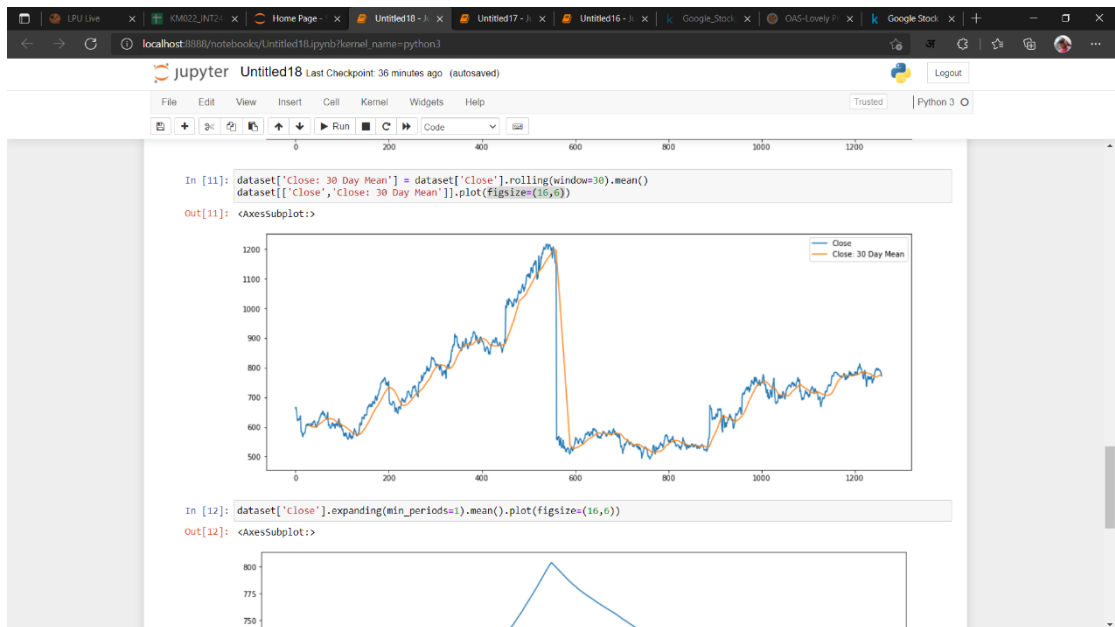 LPU Live
KM022_INT24
Home Page -
Untitled18 - Ju
Untitled17 - Ju
Untitled16 - Ju
Google_Stock
OAS-Lovely Pr
Google Stock
localhost:8888/notebooks/Untitled18.ipynb?kernel_name=python3
jupyter Untitled18 Last Checkpoint: 36 minutes ago (autosaved)
Logout
File Edit View Insert Cell Kernel Widgets Help
Trusted
Python 3
Run
Code
0 200 400 600 800 1000 1200
In [11]: dataset['Close: 30 Day Mean'] = dataset['Close'].rolling(window=30).mean()
dataset[['Close','Close: 30 Day Mean']].plot(figsize=(16,6))
Out[11]: <AxesSubplot:>
Close
Close: 30 Day Mean
1200
1100
1000
900
800
700
600
500
0 200 400 600 800 1000 1200
In [12]: dataset['Close'].expanding(min_periods=1).mean().plot(figsize=(16,6))
Out[12]: <AxesSubplot:>
800
775
750